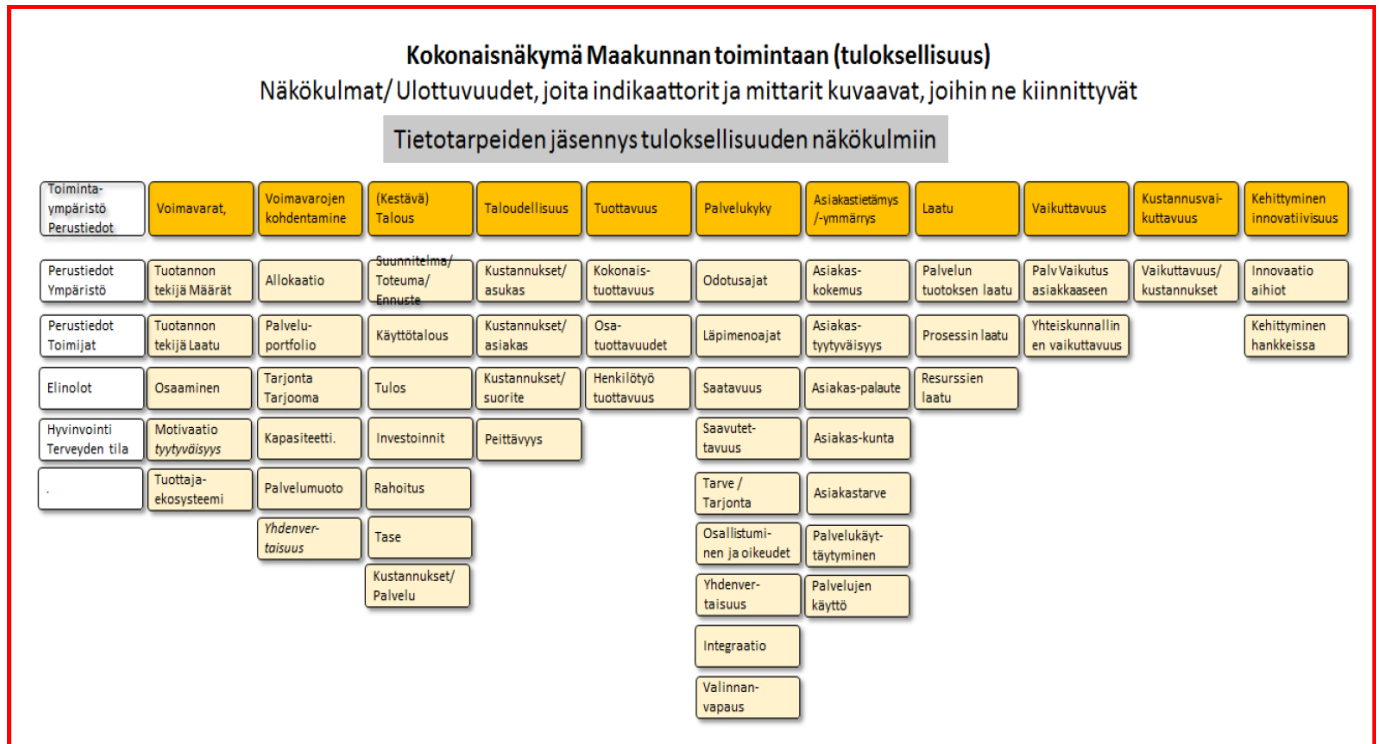 Kokonaisnäkymä Maakunnan toimintaan (tuloksellisuus)
Näkökulmat/ Ulottuvuudet, joita indikaattorit ja mittarit kuvaavat, joihin ne kiinnittyvät
Tietotarpeiden jäsennys tuloksellisuuden näkökulmiin
Toiminta-
ympäristö
Perustiedot
Voimavarat,
Voimavarojen
kohdentamine
(Kestävä)
Talous
Taloudellisuus
Tuottavuus
Palvelukyky
Asiakastietämys
/-ymmärrys
Laatu
Vaikuttavuus
Kustannusvai-
kuttavuus
Kehittyminen
innovatiivisuus
Perustiedot
Ympäristö
Tuotannon
tekijä Määrät
Allokaatio
Suunnitelma/
Toteuma/
Ennuste
Kustannukset/
asukas
Kokonais-
tuottavuus
Odotusajat
Asiakas-
kokemus
Palvelun
tuotoksen laatu
Palv Vaikutus
asiakkaaseen
Vaikuttavuus/
kustannukset
Innovaatio
aihiot
Perustiedot
Toimijat
Tuotannon
tekijä Laatu
Palvelu-
portfolio
Käyttötalous
Kustannukset/
asiakas
Osa-
tuottavuudet
Läpimenoajat
Asiakas-
tyytyväisyys
Prosessin laatu
Yhteiskunnallin
en vaikuttavuus
Kehittyminen
hankkeissa
Elinolot
Osaaminen
Tarjonta
Tarjooma
Tulos
Kustannukset/
suorite
Henkilötyö
tuottavuus
Saatavuus
Asiakas-palaute
Resurssien
laatu
Hyvinvointi
Terveyden tila
Motivaatio
tyytyväisyys
Kapasiteetti.
Investoinnit
Peittävyys
Saavutet-
tavuus
Asiakas-kunta
.
Tuottaja-
ekosysteemi
Palvelumuoto
Rahoitus
Tarve /
Tarjonta
Asiakastarve
Yhdenver-
taisuus
Tase
Osallistumi-
nen ja oikeudet
Palvelukäyt-
täytyminen
Kustannukset/
Palvelu
Yhdenver-
taisuus
Palvelujen
käyttö
Integraatio
Valinnan-
vapaus